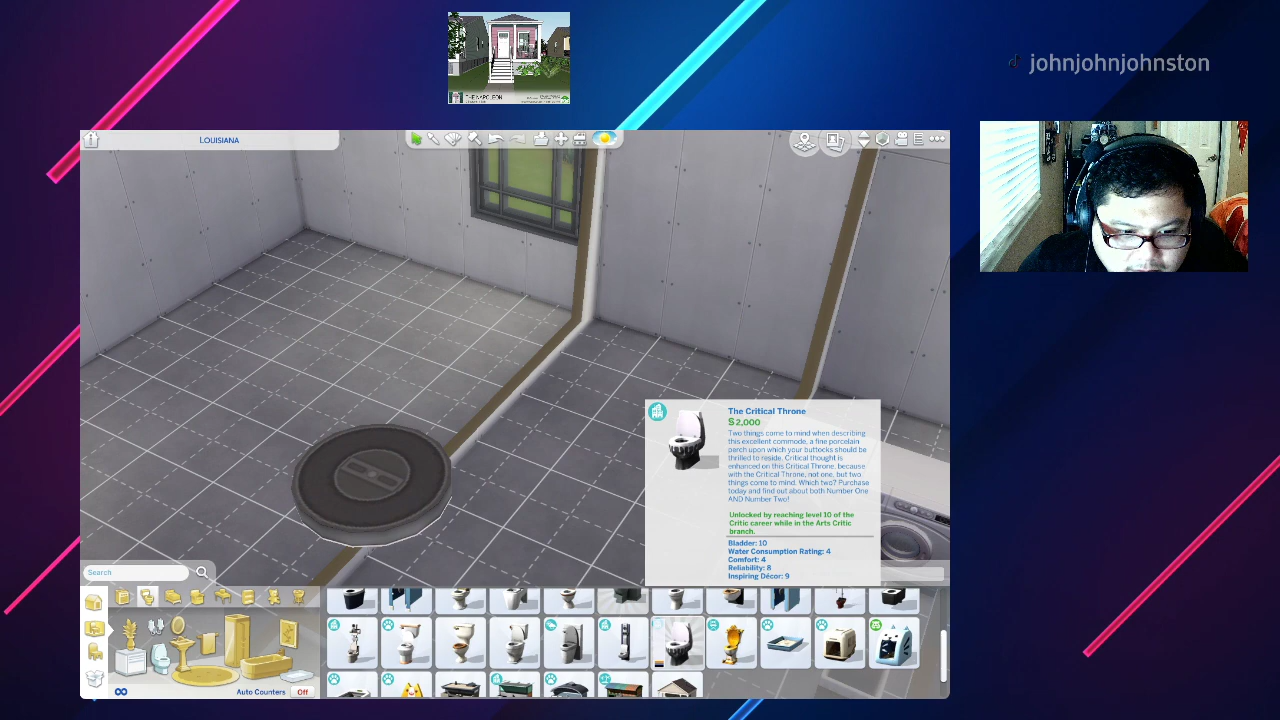 johnjohnjohnston
THE NAPOLEON
LOUISIANA
The Critical Throne
§2,000
Two things come to mind when describing
this excellent commode, a fine porcelain
perch upon which your buttocks should be
thrilled to reside. Critical thought is
enhanced on this Critical Throne, because
with the Critical Throne, not one, but two
things come to mind. Which two? Purchase
today and find out about both Number One
AND Number Two!
Unlocked by reaching level 10 of the
Critic career while in the Arts Critic
branch.
Bladder: 10
Water Consumption Rating: 4
Comfort: 4
Reliability: 8
Inspiring Décor: 9
Search
Auto Counters Off